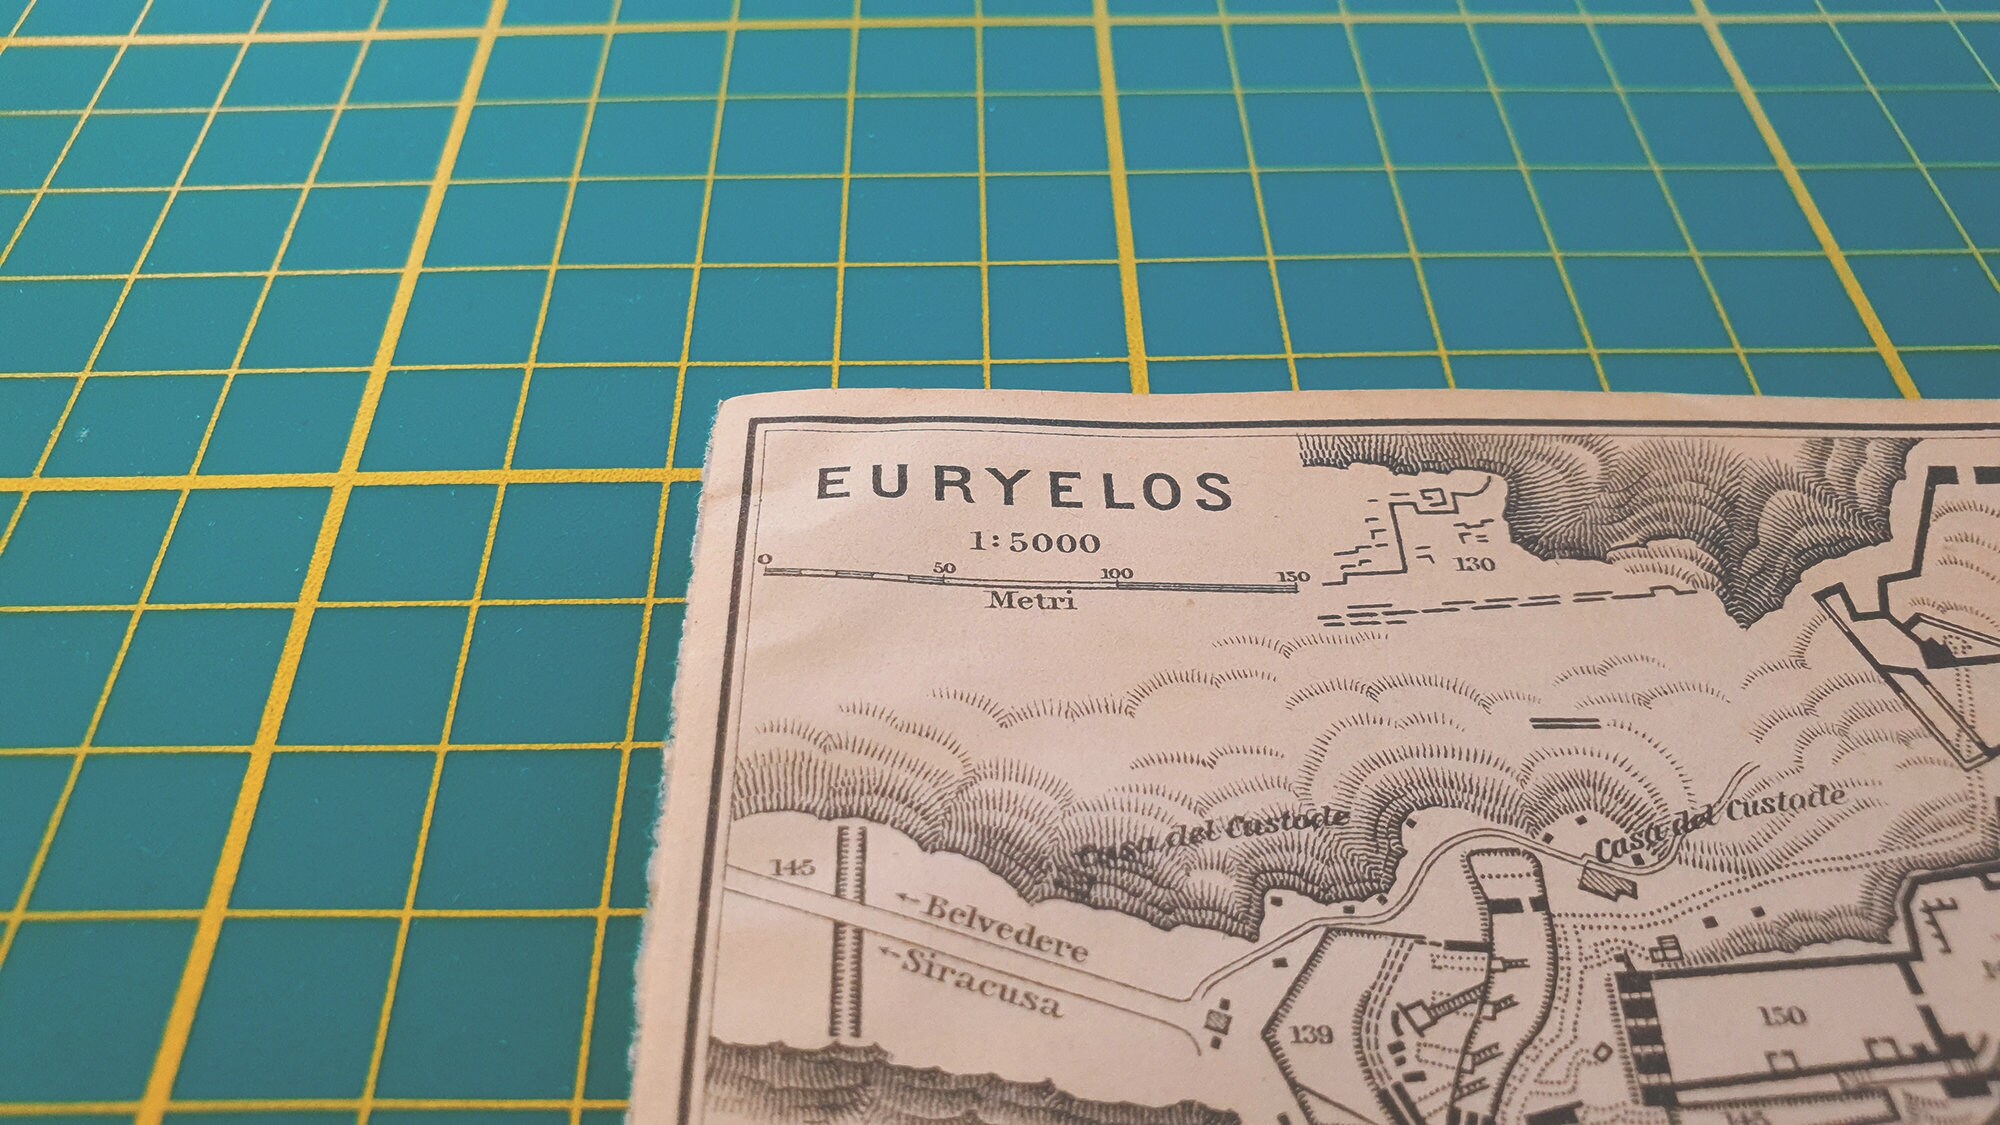 EURYELOS
1:5000
0 50 100 150
Metri
130
Casa del Custode
Casa del Custode
145
←Belvedere
←Siracusa
139
150
145